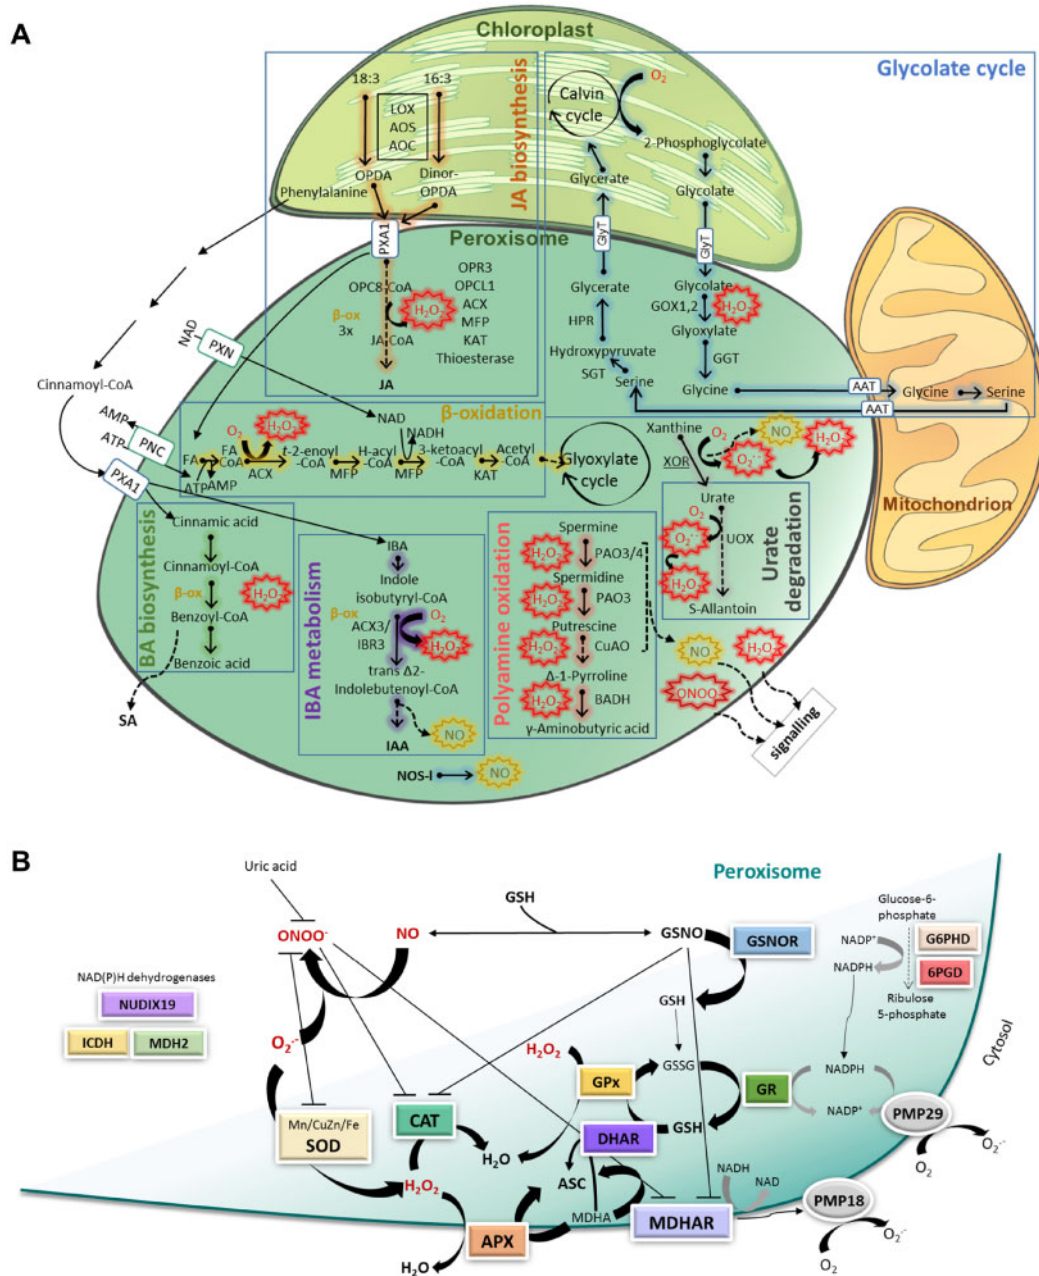 A
Chloroplast
Glycolate cycle
JA biosynthesis
18:3
16:3
LOX
AOS
AOC
OPDA
Dinor-
OPDA
Phenylalanine
Calvin
cycle
O₂
2-Phosphoglycolate
Glycerate
Glycolate
PXA1
GlyT
GlyT
Peroxisome
OPC8-CoA
β-ox
3x
H₂O₂
JA-CoA
JA
OPR3
OPCL1
ACX
MFP
KAT
Thioesterase
Glycerate
HPR
Hydroxypyruvate
SGT
Serine
Glycolate
GOX1,2
H₂O₂
Glyoxylate
GGT
Glycine
AAT
AAT
Glycine
Serine
Mitochondrion
NAD
PXN
Cinnamoyl-CoA
AMP
ATP
PNC
PXA1
β-oxidation
NAD
NADH
FA
FA
CoA
ATP
AMP
O₂
H₂O₂
ACX
t-2-enoyl
-CoA
MFP
H-acyl
-CoA
MFP
3-ketoacyl
-CoA
KAT
Acetyl
-CoA
Glyoxylate
cycle
Xanthine
XOR
O₂
NO
O₂·⁻
H₂O₂
Urate
O₂
O₂·⁻
UOX
H₂O₂
S-Allantoin
Urate
degradation
BA biosynthesis
Cinnamic acid
Cinnamoyl-CoA
β-ox
H₂O₂
Benzoyl-CoA
Benzoic acid
SA
IBA metabolism
IBA
Indole
isobutyryl-CoA
β-ox
ACX3/
IBR3
O₂
H₂O₂
trans Δ2-
Indolebutenoyl-CoA
NO
IAA
NOS-l
NO
Polyamine oxidation
Spermine
H₂O₂
PAO3/4
Spermidine
H₂O₂
PAO3
Putrescine
H₂O₂
CuAO
Δ-1-Pyrroline
H₂O₂
BADH
γ-Aminobutyric acid
NO
H₂O₂
ONOO⁻
signalling
B
Uric acid
Peroxisome
ONOO⁻
NO
GSH
GSNO
GSNOR
Glucose-6-
phosphate
NADP⁺
G6PHD
NADPH
6PGD
Ribulose
5-phosphate
Cytosol
NAD(P)H dehydrogenases
NUDIX19
ICDH
MDH2
O₂·⁻
GSH
H₂O₂
GSSG
GPx
GR
NADPH
NADP⁺
PMP29
O₂
O₂·⁻
Mn/CuZn/Fe
SOD
CAT
DHAR
GSH
H₂O
H₂O₂
ASC
MDHA
NADH
NAD
MDHAR
PMP18
APX
H₂O
O₂
O₂·⁻